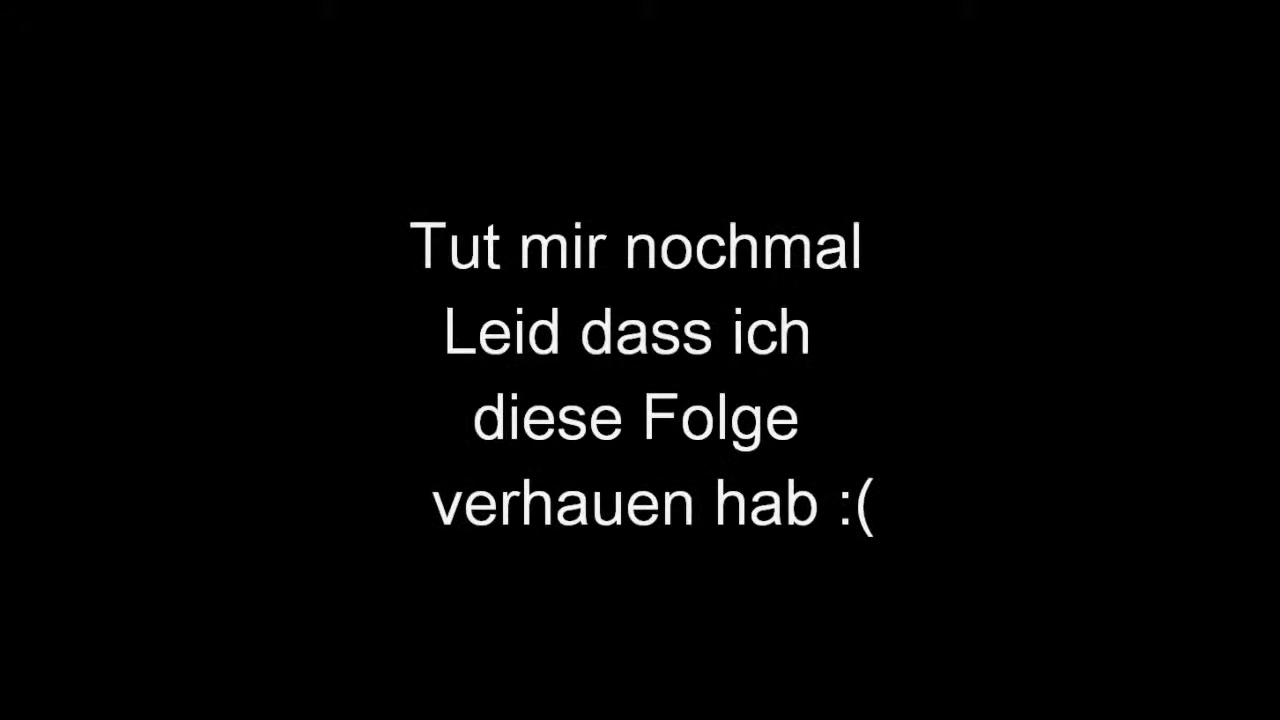 Tut mir nochmal
Leid dass ich
diese Folge
verhauen hab :(